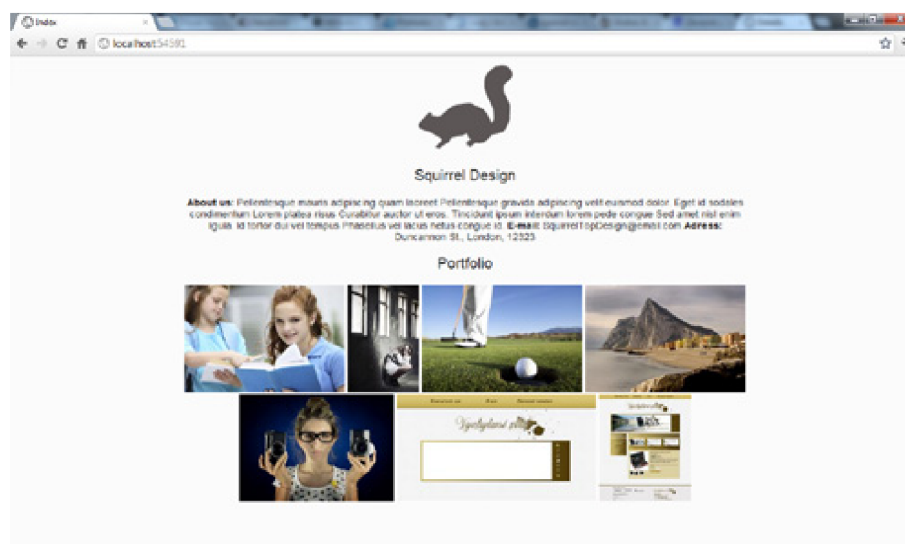 Index
localhost:54591
Squirrel Design
About us: Pellentesque mauris adipiscing quam laoreet Pellentesque gravida adipiscing velit euismod dolor. Eget id sodales
condimentum Lorem platea risus Curabitur auctor ut eros. Tincidunt ipsum interdum lorem pede congue Sed amet nisl enim
ligula. Id tortor dui vel tempus Phasellus vel lacus netus congue id. E-mail: SquirrelTopDesign@email.com Adress:
Duncannon St., London, 12323
Portfolio